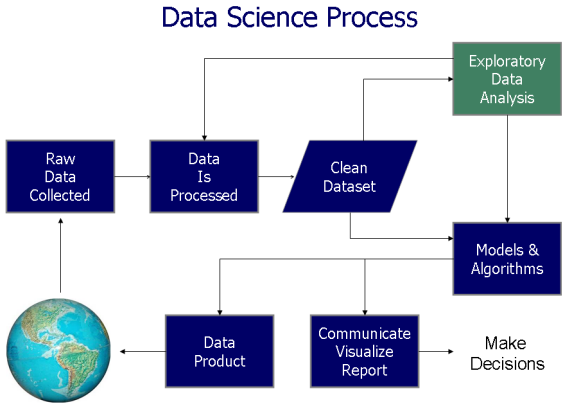 Data Science Process
Exploratory
Data
Analysis
Raw
Data
Collected
Data
Is
Processed
Clean
Dataset
Models &
Algorithms
Data
Product
Communicate
Visualize
Report
Make
Decisions